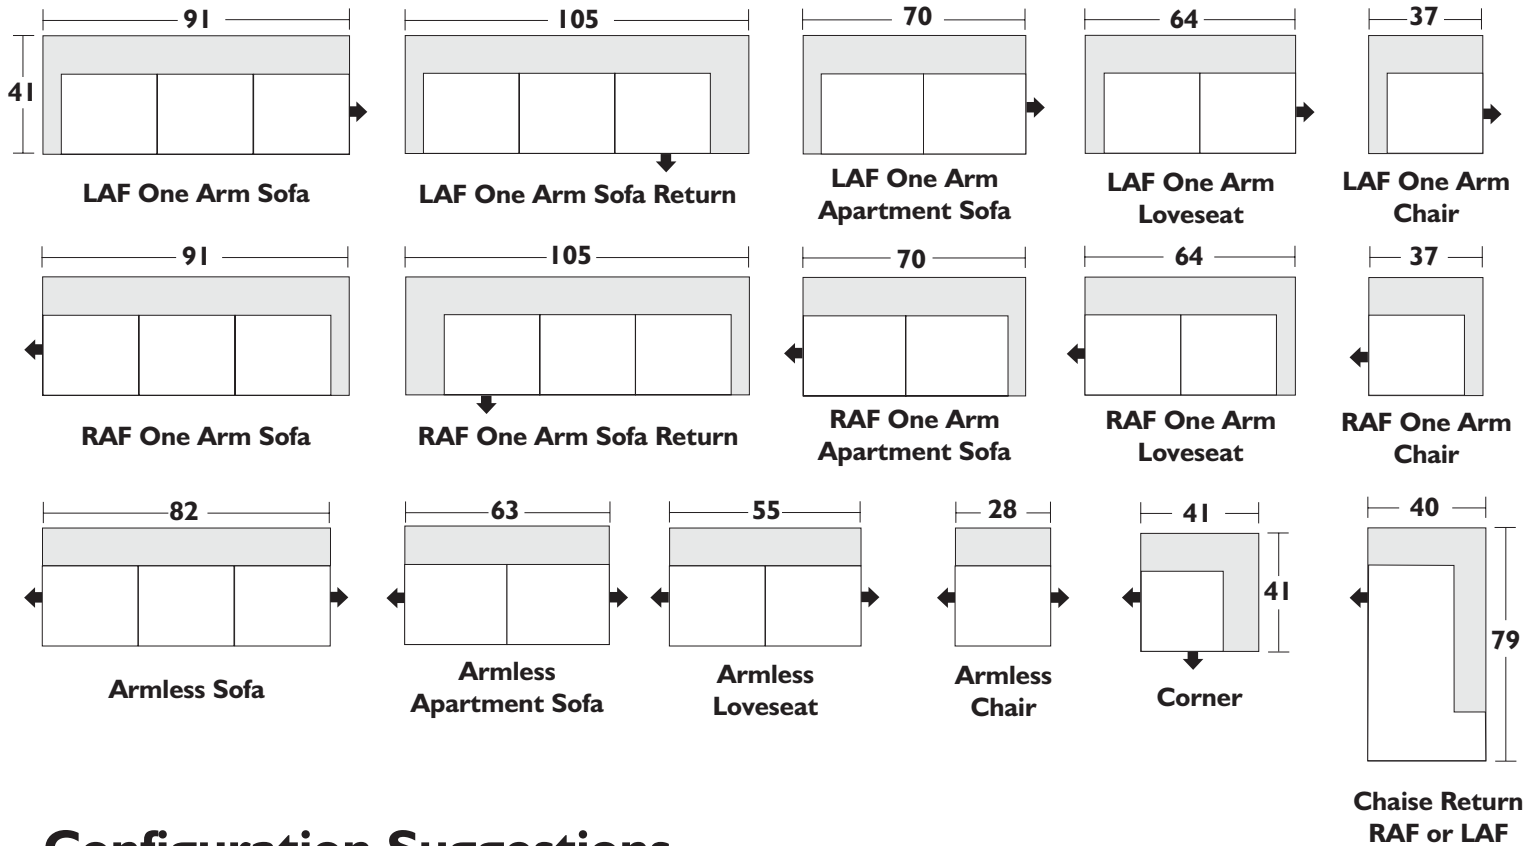 91
105
70
64
37
41
LAF One Arm Sofa
LAF One Arm Sofa Return
LAF One Arm
Apartment Sofa
LAF One Arm
Loveseat
LAF One Arm
Chair
91
105
70
64
37
RAF One Arm Sofa
RAF One Arm Sofa Return
RAF One Arm
Apartment Sofa
RAF One Arm
Loveseat
RAF One Arm
Chair
82
63
55
28
41
41
40
79
Armless Sofa
Armless
Apartment Sofa
Armless
Loveseat
Armless
Chair
Corner
Chaise Return
RAF or LAF
Configuration Suggestions